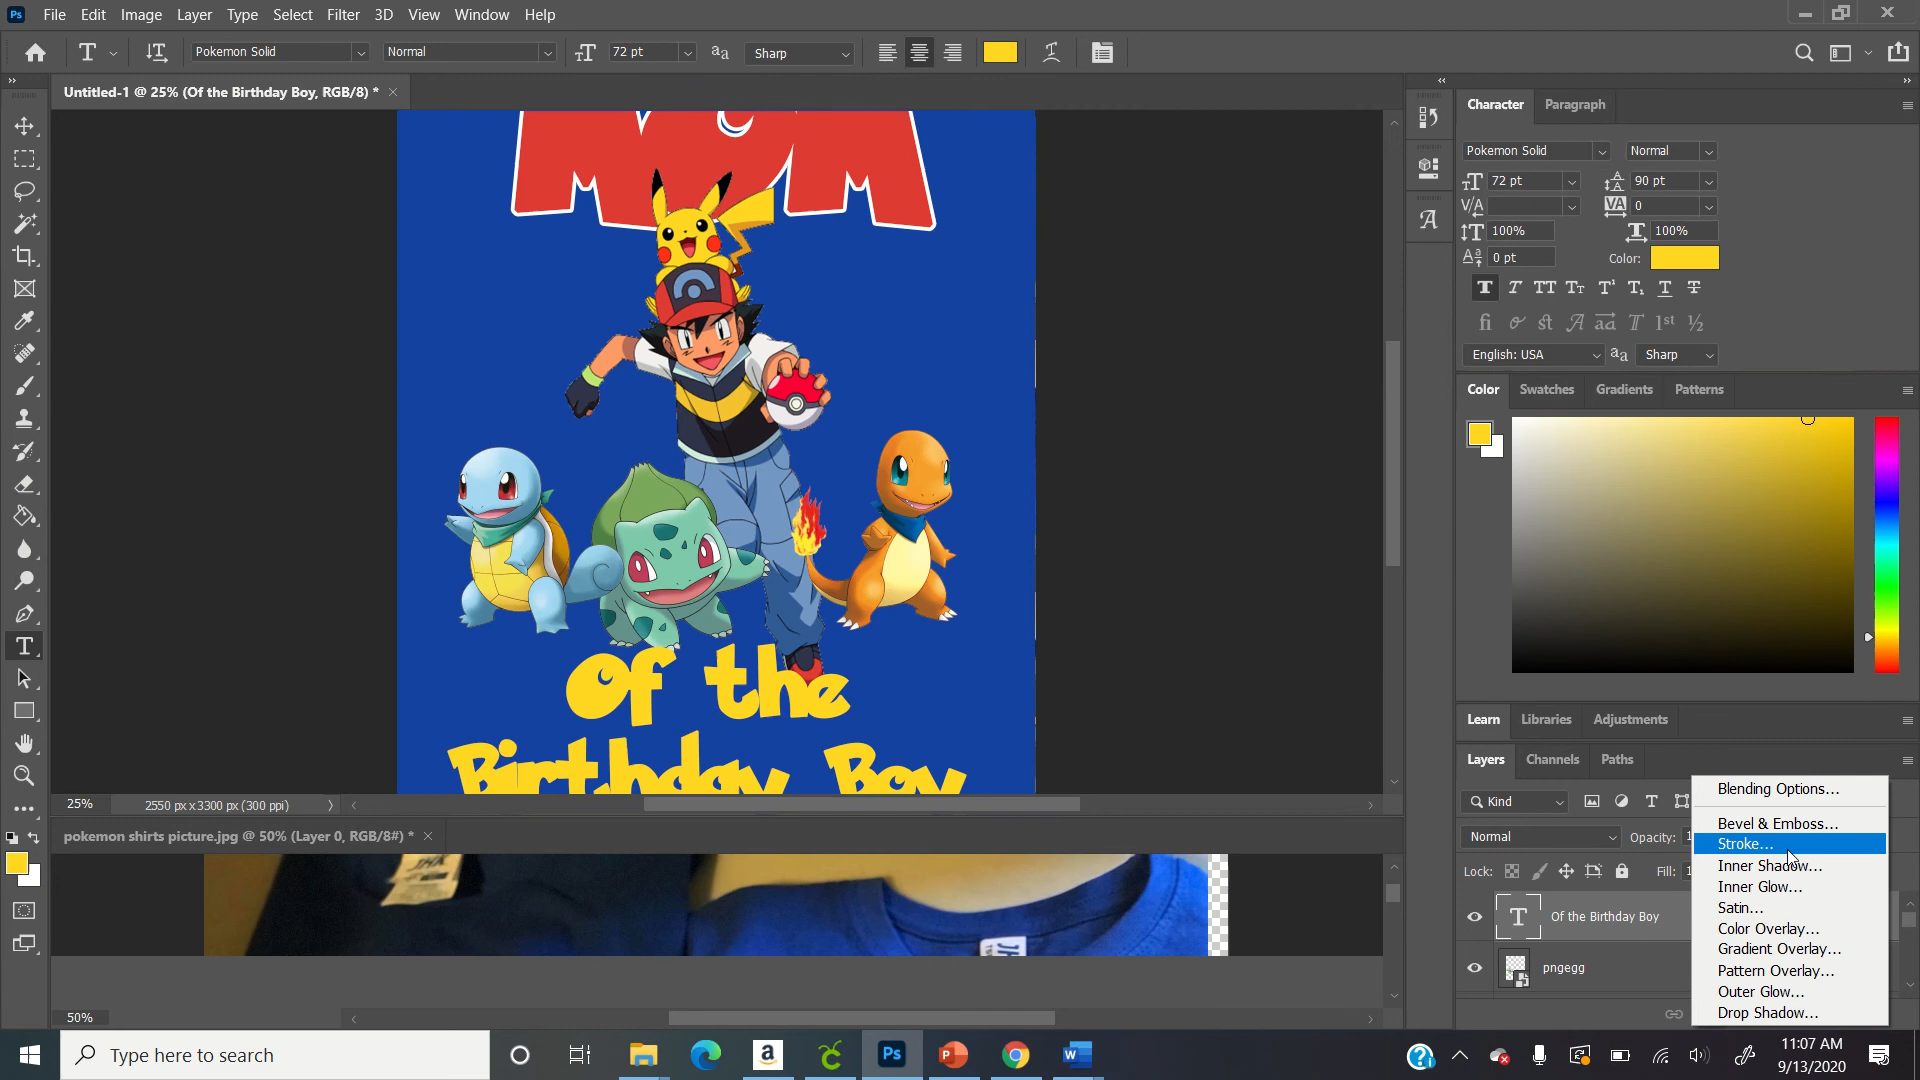 Ps File Edit Image Layer Type Select Filter 3D View Window Help
T Pokemon Solid Normal 72 pt aa Sharp
Untitled-1 @ 25% (Of the Birthday Boy, RGB/8) *
MOM
Of the
Birthday Boy
25% 2550 px x 3300 px (300 ppi)
pokemon shirts picture.jpg @ 50% (Layer 0, RGB/8#) *
50%
Character Paragraph
Pokemon Solid Normal
72 pt 90 pt
0
100% 100%
0 pt Color:
English: USA aa Sharp
Color Swatches Gradients Patterns
Learn Libraries Adjustments
Layers Channels Paths
Kind
Normal Opacity:
Lock: Fill:
Of the Birthday Boy
pngegg
Blending Options...
Bevel & Emboss...
Stroke...
Inner Shadow...
Inner Glow...
Satin...
Color Overlay...
Gradient Overlay...
Pattern Overlay...
Outer Glow...
Drop Shadow...
Type here to search
11:07 AM
9/13/2020